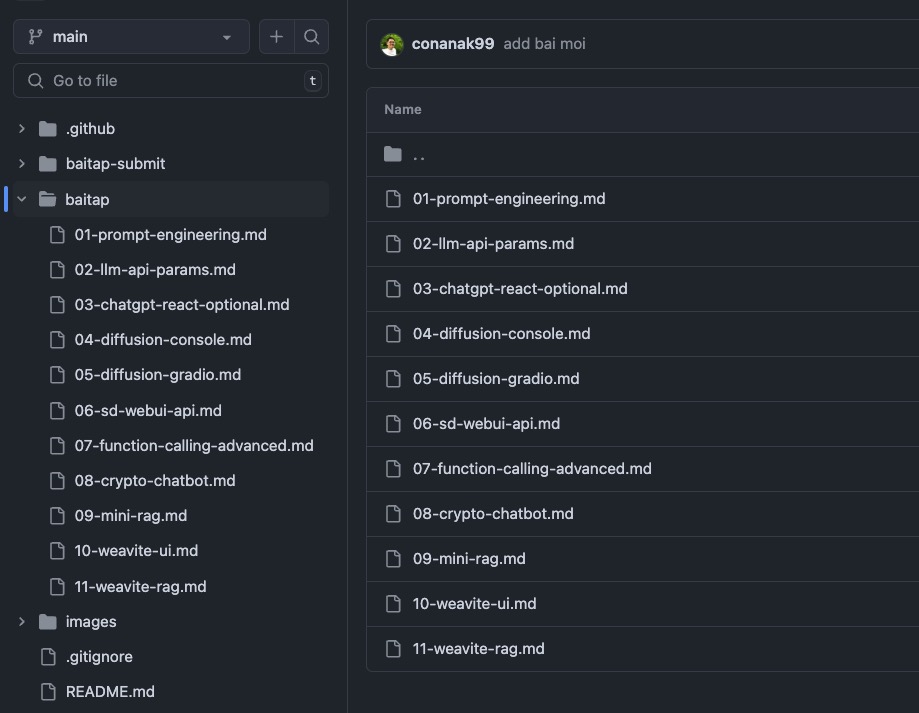 main
Go to file
t
.github
baitap-submit
baitap
01-prompt-engineering.md
02-llm-api-params.md
03-chatgpt-react-optional.md
04-diffusion-console.md
05-diffusion-gradio.md
06-sd-webui-api.md
07-function-calling-advanced.md
08-crypto-chatbot.md
09-mini-rag.md
10-weavite-ui.md
11-weavite-rag.md
images
.gitignore
README.md
conanak99 add bai moi
Name
..
01-prompt-engineering.md
02-llm-api-params.md
03-chatgpt-react-optional.md
04-diffusion-console.md
05-diffusion-gradio.md
06-sd-webui-api.md
07-function-calling-advanced.md
08-crypto-chatbot.md
09-mini-rag.md
10-weavite-ui.md
11-weavite-rag.md